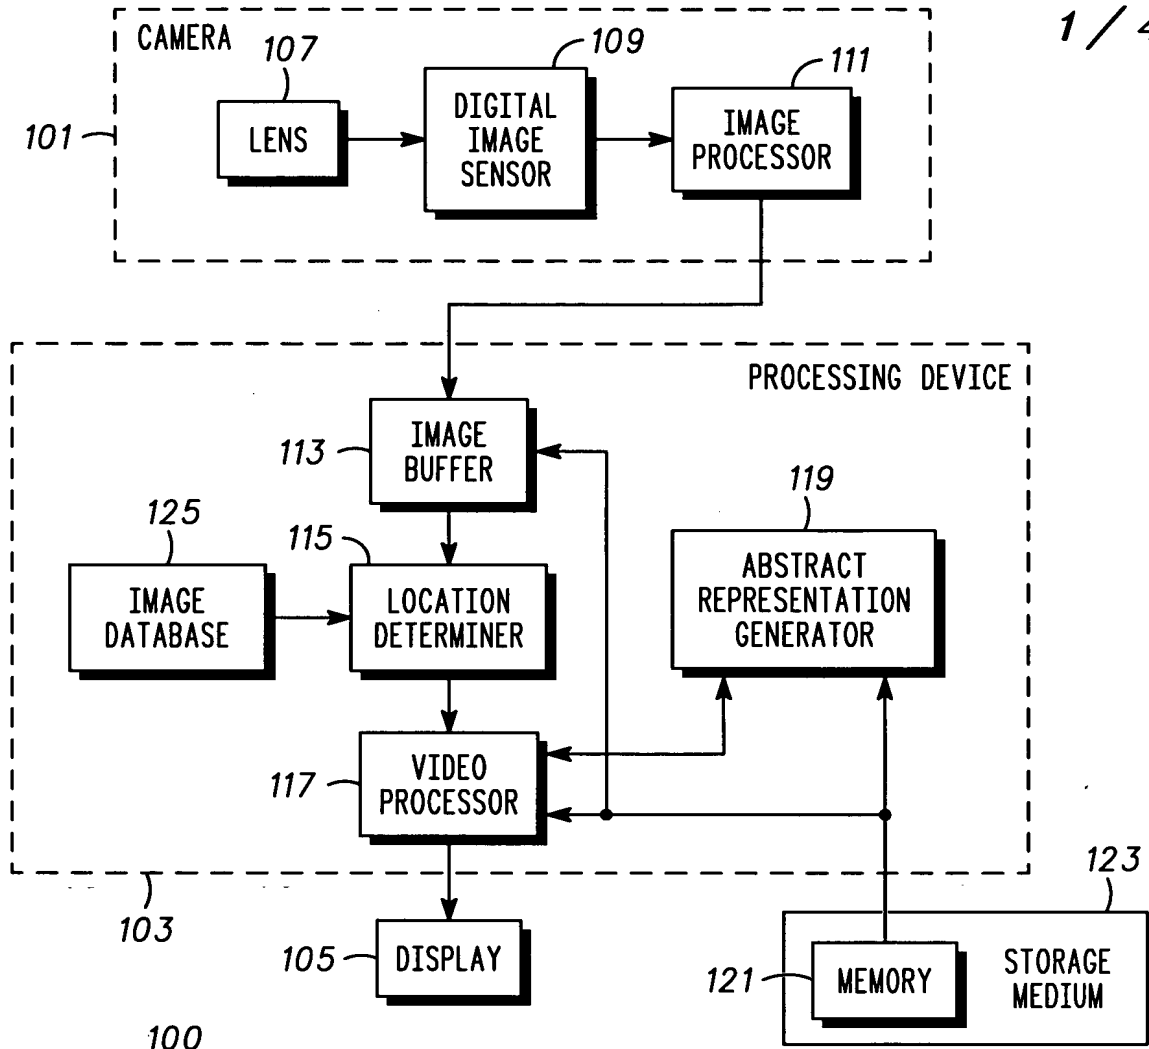 1 / 4
CAMERA
107
109
111
101
LENS
DIGITAL
IMAGE
SENSOR
IMAGE
PROCESSOR
PROCESSING DEVICE
113
IMAGE
BUFFER
125
115
119
IMAGE
DATABASE
LOCATION
DETERMINER
ABSTRACT
REPRESENTATION
GENERATOR
117
VIDEO
PROCESSOR
103
123
105
DISPLAY
121
MEMORY
STORAGE
MEDIUM
100